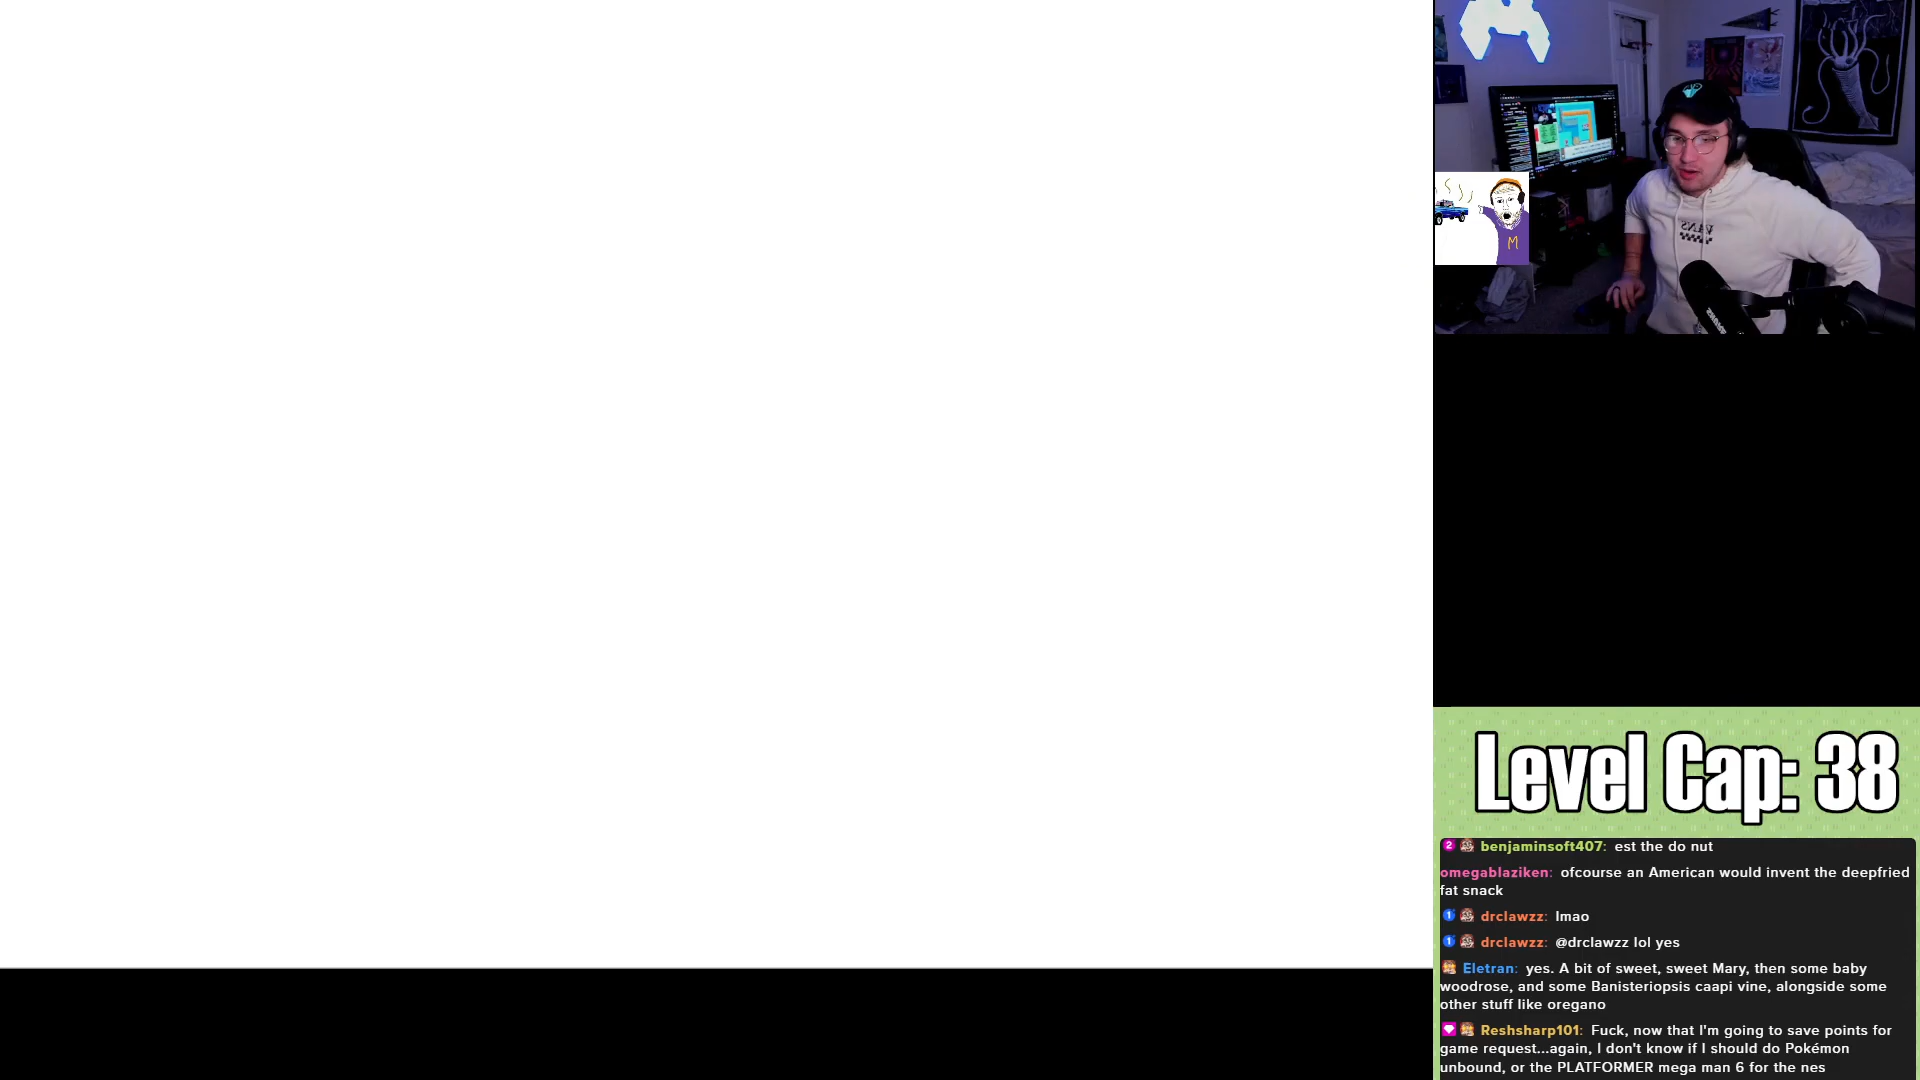 M
Level Cap: 38
2 benjaminsoft407: est the do nut
omegablaziken: ofcourse an American would invent the deepfried
fat snack
1 drclawzz: lmao
1 drclawzz: @drclawzz lol yes
Eletran: yes. A bit of sweet, sweet Mary, then some baby
woodrose, and some Banisteriopsis caapi vine, alongside some
other stuff like oregano
Reshsharp101: Fuck, now that I'm going to save points for
game request...again, I don't know if I should do Pokémon
unbound, or the PLATFORMER mega man 6 for the nes